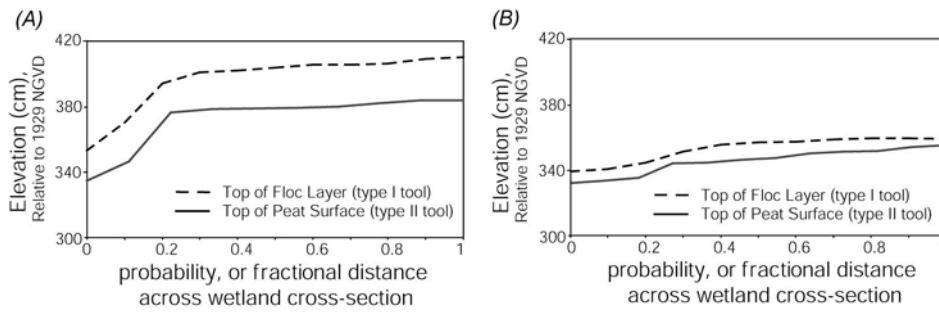 (A)
Elevation (cm),
Relative to 1929 NGVD
420
380
340
300
Top of Floc Layer (type I tool)
Top of Peat Surface (type II tool)
0 0.2 0.4 0.6 0.8 1
probability, or fractional distance
across wetland cross-section
(B)
Elevation (cm),
Relative to 1929 NGVD
420
380
340
300
Top of Floc Layer (type I tool)
Top of Peat Surface (type II tool)
0 0.2 0.4 0.6 0.8
probability, or fractional distance
across wetland cross-section